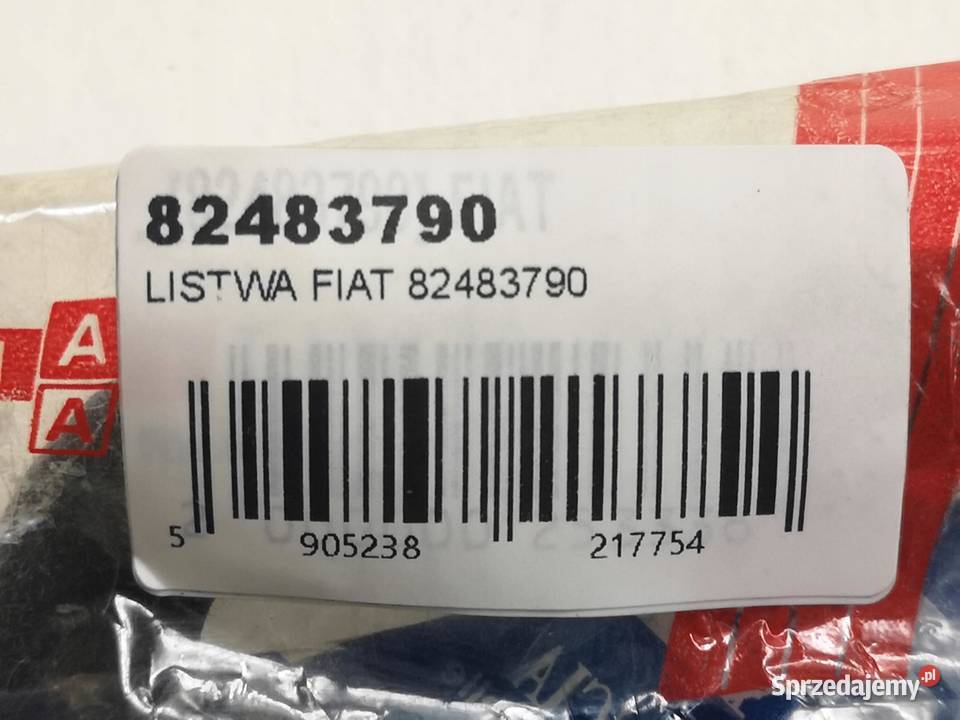 82483790
LISTWA FIAT 82483790
A
A
5 905238 217754
Sprzedajemy.pl